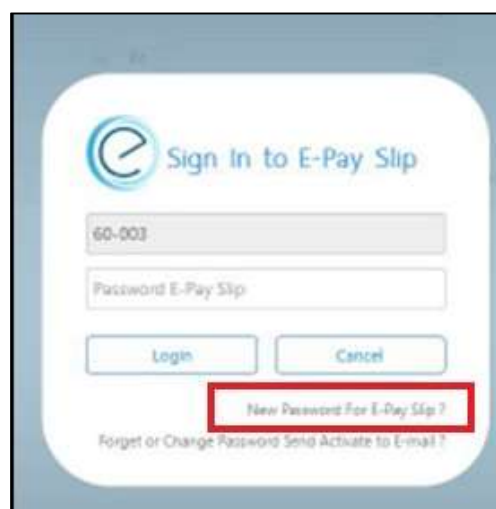 Sign In to E-Pay Slip
60-003
Password E-Pay Slip
Login Cancel
New Password For E-Pay Slip ?
Forget or Change Password Send Activate to E-mail ?